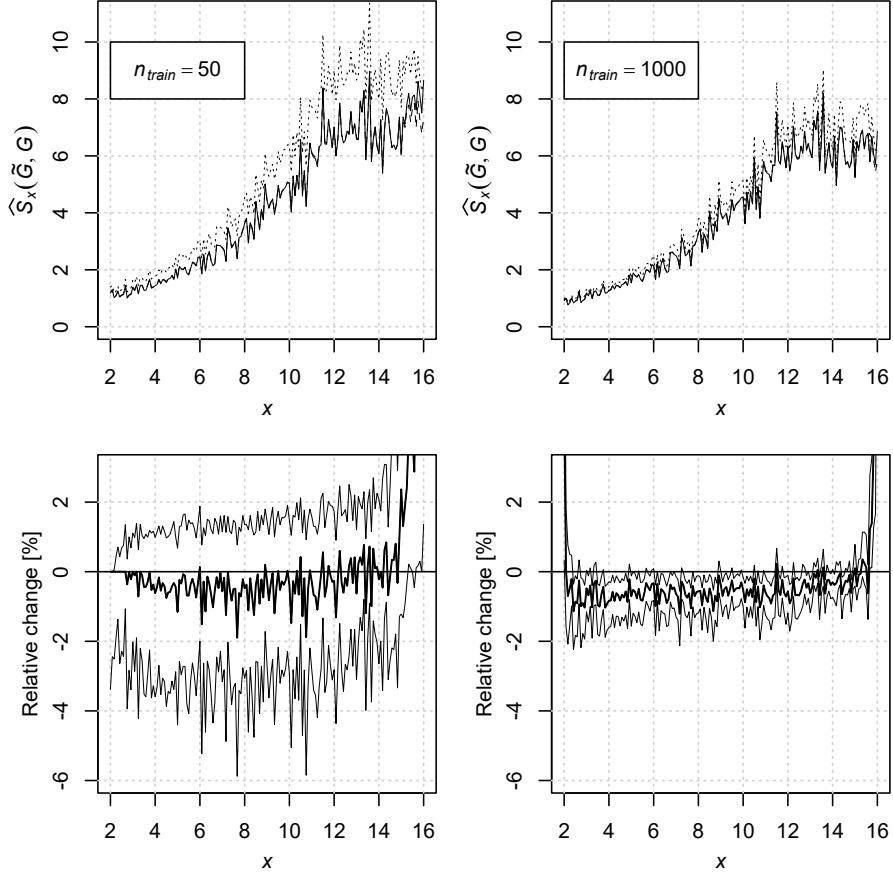 n_train = 50
n_train = 1000
Ŝ_x(G̃, G)
Ŝ_x(G̃, G)
0 2 4 6 8 10
0 2 4 6 8 10
2 4 6 8 10 12 14 16
2 4 6 8 10 12 14 16
x
x
Relative change [%]
Relative change [%]
-6 -4 -2 0 2
-6 -4 -2 0 2
2 4 6 8 10 12 14 16
2 4 6 8 10 12 14 16
x
x